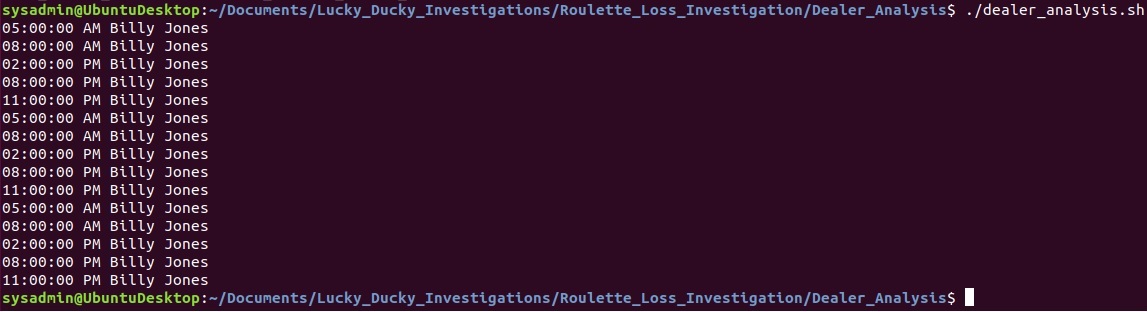 sysadmin@UbuntuDesktop:~/Documents/Lucky_Ducky_Investigations/Roulette_Loss_Investigation/Dealer_Analysis$ ./dealer_analysis.sh
05:00:00 AM Billy Jones
08:00:00 AM Billy Jones
02:00:00 PM Billy Jones
08:00:00 PM Billy Jones
11:00:00 PM Billy Jones
05:00:00 AM Billy Jones
08:00:00 AM Billy Jones
02:00:00 PM Billy Jones
08:00:00 PM Billy Jones
11:00:00 PM Billy Jones
05:00:00 AM Billy Jones
08:00:00 AM Billy Jones
02:00:00 PM Billy Jones
08:00:00 PM Billy Jones
11:00:00 PM Billy Jones
sysadmin@UbuntuDesktop:~/Documents/Lucky_Ducky_Investigations/Roulette_Loss_Investigation/Dealer_Analysis$